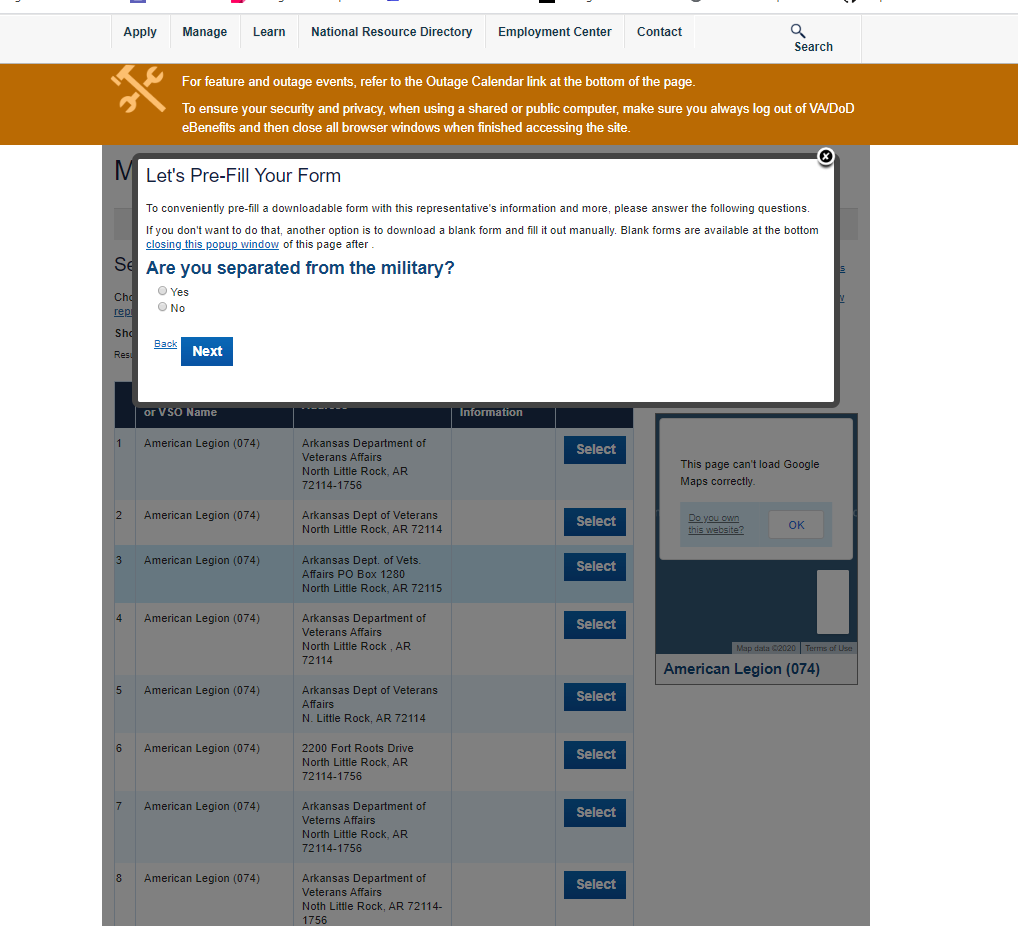 Apply Manage Learn National Resource Directory Employment Center Contact Search
For feature and outage events, refer to the Outage Calendar link at the bottom of the page.
To ensure your security and privacy, when using a shared or public computer, make sure you always log out of VA/DoD
eBenefits and then close all browser windows when finished accessing the site.
Let's Pre-Fill Your Form
To conveniently pre-fill a downloadable form with this representative's information and more, please answer the following questions.
If you don't want to do that, another option is to download a blank form and fill it out manually. Blank forms are available at the bottom
closing this popup window of this page after .
Are you separated from the military?
Yes
No
Back Next
or VSO Name Information
1 American Legion (074) Arkansas Department of
Veterans Affairs
North Little Rock, AR
72114-1756
Select
2 American Legion (074) Arkansas Dept of Veterans
North Little Rock, AR 72114
Select
3 American Legion (074) Arkansas Dept. of Vets.
Affairs PO Box 1280
North Little Rock, AR 72115
Select
4 American Legion (074) Arkansas Department of
Veterans Affairs
North Little Rock , AR
72114
Select
5 American Legion (074) Arkansas Dept of Veterans
Affairs
N. Little Rock, AR 72114
Select
6 American Legion (074) 2200 Fort Roots Drive
North Little Rock, AR
72114-1756
Select
7 American Legion (074) Arkansas Department of
Veterns Affairs
North Little Rock, AR
72114-1756
Select
8 American Legion (074) Arkansas Department of
Veterans Affairs
Noth Little Rock, AR 72114-
1756
Select
This page can't load Google
Maps correctly.
Do you own
this website?
OK
Map data ©2020 Terms of Use
American Legion (074)